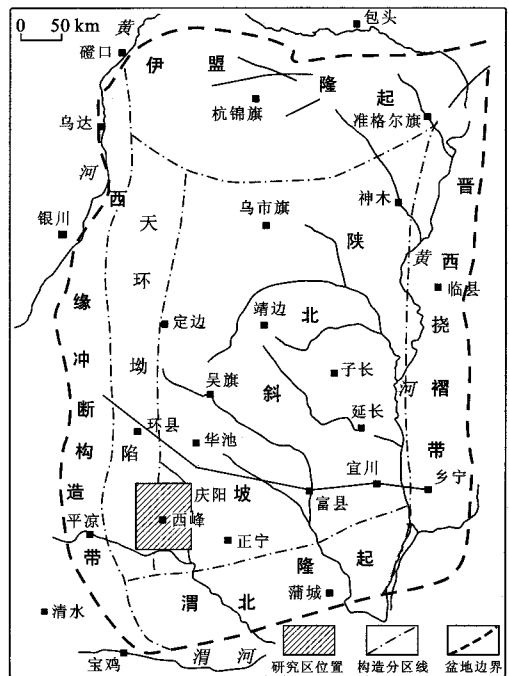 0 50 km
黄
包头
磴口
伊盟
隆起
杭锦旗
准格尔旗
乌达
河
西
天
环
坳
陷
乌市旗
神木
陕
晋
西
挠
褶
带
银川
黄
临县
缘
冲
断
构
造
带
定边
靖边
北
吴旗
斜
子长
延长
河
环县
华池
宜川
乡宁
庆阳
坡
富县
西峰
平凉
正宁
渭北
隆起
蒲城
清水
宝鸡
渭河
研究区位置
构造分区线
盆地边界